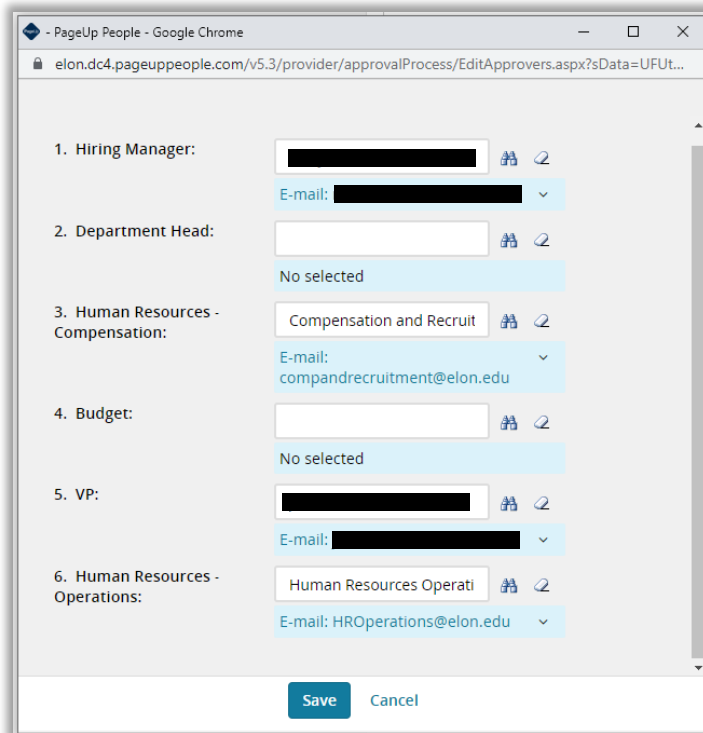 - PageUp People - Google Chrome
elon.dc4.pageuppeople.com/v5.3/provider/approvalProcess/EditApprovers.aspx?sData=UFUt...
1. Hiring Manager:
E-mail:
2. Department Head:
No selected
3. Human Resources -
Compensation:
Compensation and Recruit
E-mail:
compandrecruitment@elon.edu
4. Budget:
No selected
5. VP:
E-mail:
6. Human Resources -
Operations:
Human Resources Operati
E-mail: HROperations@elon.edu
Save Cancel